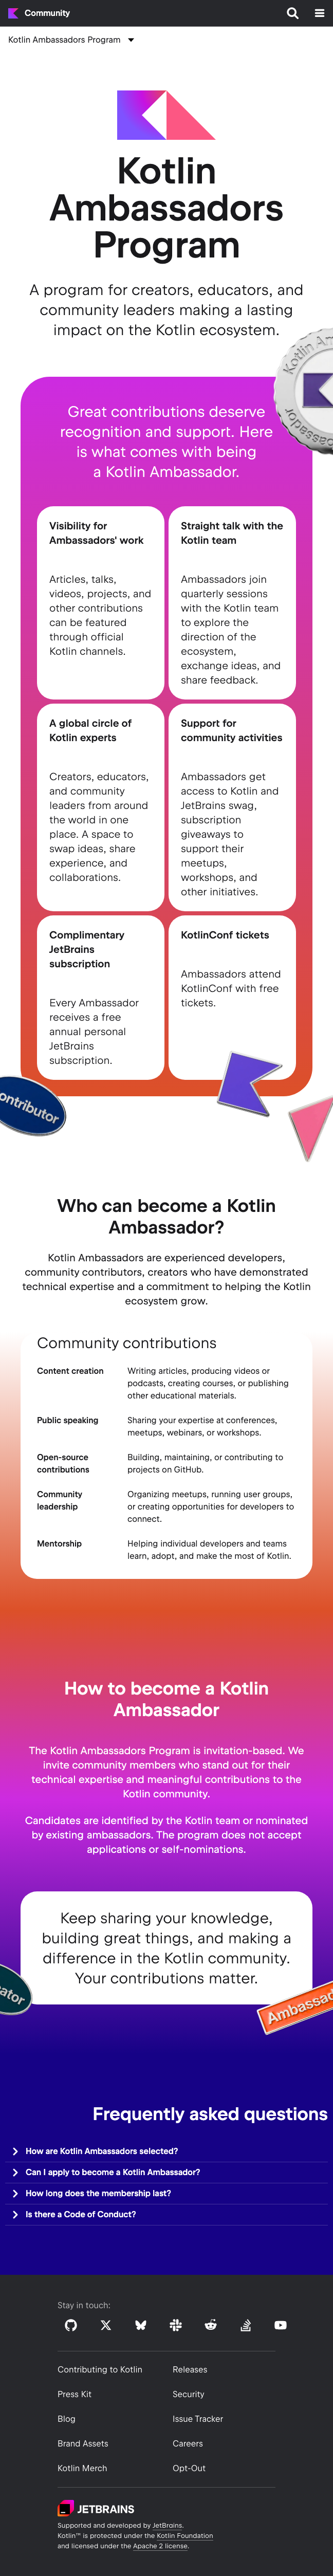 Community
Kotlin Ambassadors Program
Kotlin
Ambassadors
Program
A program for creators, educators, and
community leaders making a lasting
impact on the Kotlin ecosystem.
Great contributions deserve
recognition and support. Here
is what comes with being
a Kotlin Ambassador.
Visibility for
Ambassadors' work
Articles, talks,
videos, projects, and
other contributions
can be featured
through official
Kotlin channels.
Straight talk with the
Kotlin team
Ambassadors join
quarterly sessions
with the Kotlin team
to explore the
direction of the
ecosystem,
exchange ideas, and
share feedback.
A global circle of
Kotlin experts
Creators, educators,
and community
leaders from around
the world in one
place. A space to
swap ideas, share
experience, and
collaborations.
Support for
community activities
Ambassadors get
access to Kotlin and
JetBrains swag,
subscription
giveaways to
support their
meetups,
workshops, and
other initiatives.
Complimentary
JetBrains
subscription
Every Ambassador
receives a free
annual personal
JetBrains
subscription.
KotlinConf tickets
Ambassadors attend
KotlinConf with free
tickets.
ontributor
Who can become a Kotlin
Ambassador?
Kotlin Ambassadors are experienced developers,
community contributors, creators who have demonstrated
technical expertise and a commitment to helping the Kotlin
ecosystem grow.
Community contributions
Content creation
Writing articles, producing videos or
podcasts, creating courses, or publishing
other educational materials.
Public speaking
Sharing your expertise at conferences,
meetups, webinars, or workshops.
Open-source
contributions
Building, maintaining, or contributing to
projects on GitHub.
Community
leadership
Organizing meetups, running user groups,
or creating opportunities for developers to
connect.
Mentorship
Helping individual developers and teams
learn, adopt, and make the most of Kotlin.
How to become a Kotlin
Ambassador
The Kotlin Ambassadors Program is invitation-based. We
invite community members who stand out for their
technical expertise and meaningful contributions to the
Kotlin community.
Candidates are identified by the Kotlin team or nominated
by existing ambassadors. The program does not accept
applications or self-nominations.
Keep sharing your knowledge,
building great things, and making a
difference in the Kotlin community.
Your contributions matter.
ator
Ambassad
Frequently asked questions
How are Kotlin Ambassadors selected?
Can I apply to become a Kotlin Ambassador?
How long does the membership last?
Is there a Code of Conduct?
Stay in touch:
Contributing to Kotlin
Releases
Press Kit
Security
Blog
Issue Tracker
Brand Assets
Careers
Kotlin Merch
Opt-Out
JETBRAINS
Supported and developed by JetBrains.
Kotlin™ is protected under the Kotlin Foundation
and licensed under the Apache 2 license.